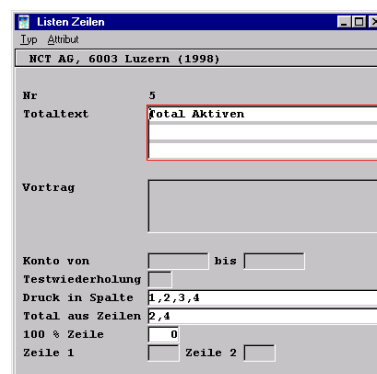 Listen Zeilen
Typ Attribut
NCT AG, 6003 Luzern (1998)
Nr 5
Totaltext Total Aktiven
Vortrag
Konto von bis
Testwiederholung
Druck in Spalte 1,2,3,4
Total aus Zeilen 2,4
100 % Zeile 0
Zeile 1 Zeile 2